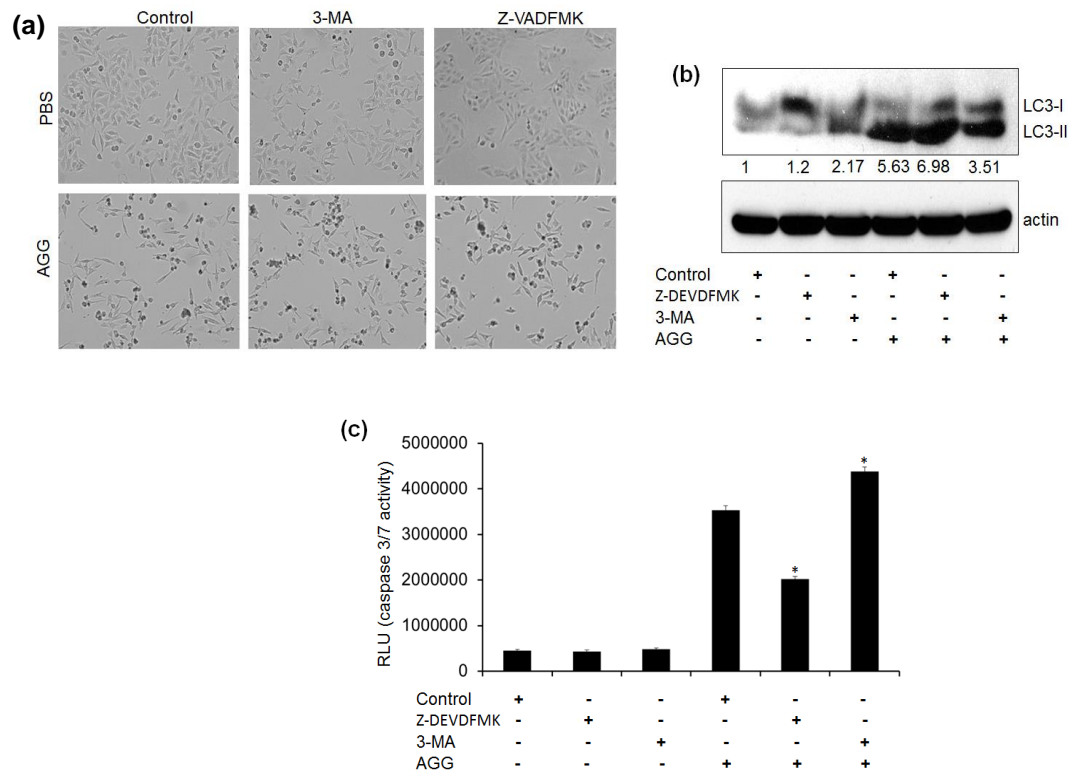 (a)
Control 3-MA Z-VADFMK
PBS
AGG
(b)
LC3-I
LC3-II
1 1.2 2.17 5.63 6.98 3.51
actin
Control + - - + - -
Z-DEVDFMK - + - - + -
3-MA - - + - - +
AGG - - - + + +
(c)
RLU (caspase 3/7 activity)
5000000
4000000
3000000
2000000
1000000
0
* *
Control + - - + - -
Z-DEVDFMK - + - - + -
3-MA - - + - - +
AGG - - - + + +